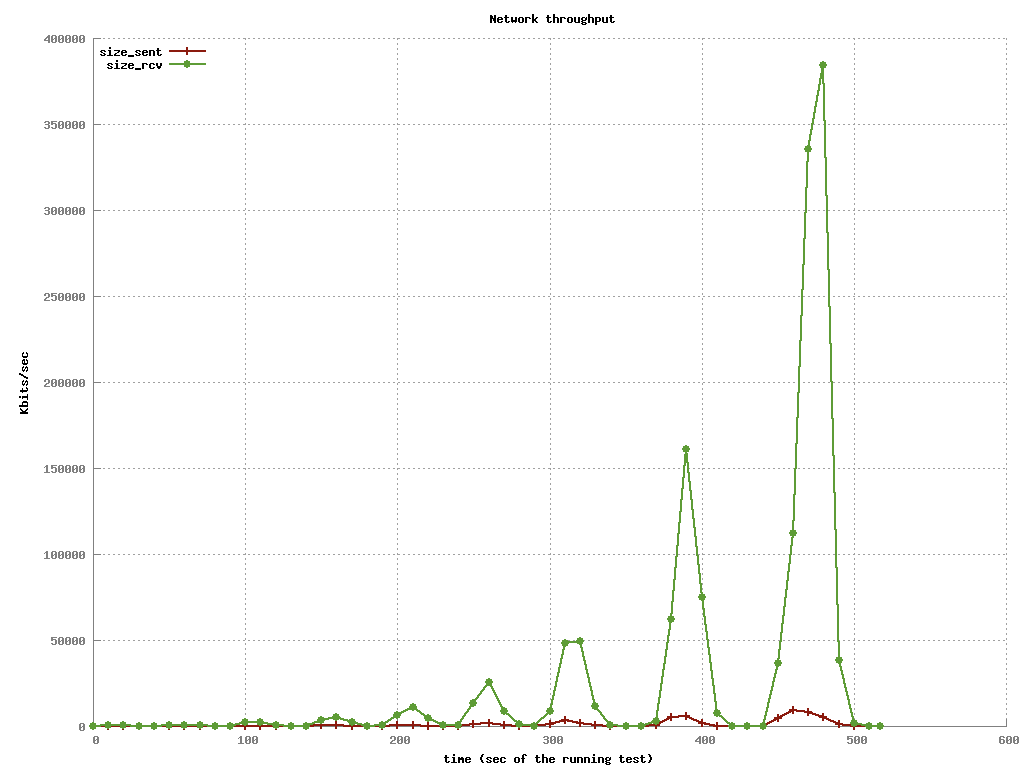 Network throughput
size_sent
size_rcv
400000
350000
300000
250000
200000
150000
100000
50000
0
Kbits/sec
0 100 200 300 400 500 600
time (sec of the running test)